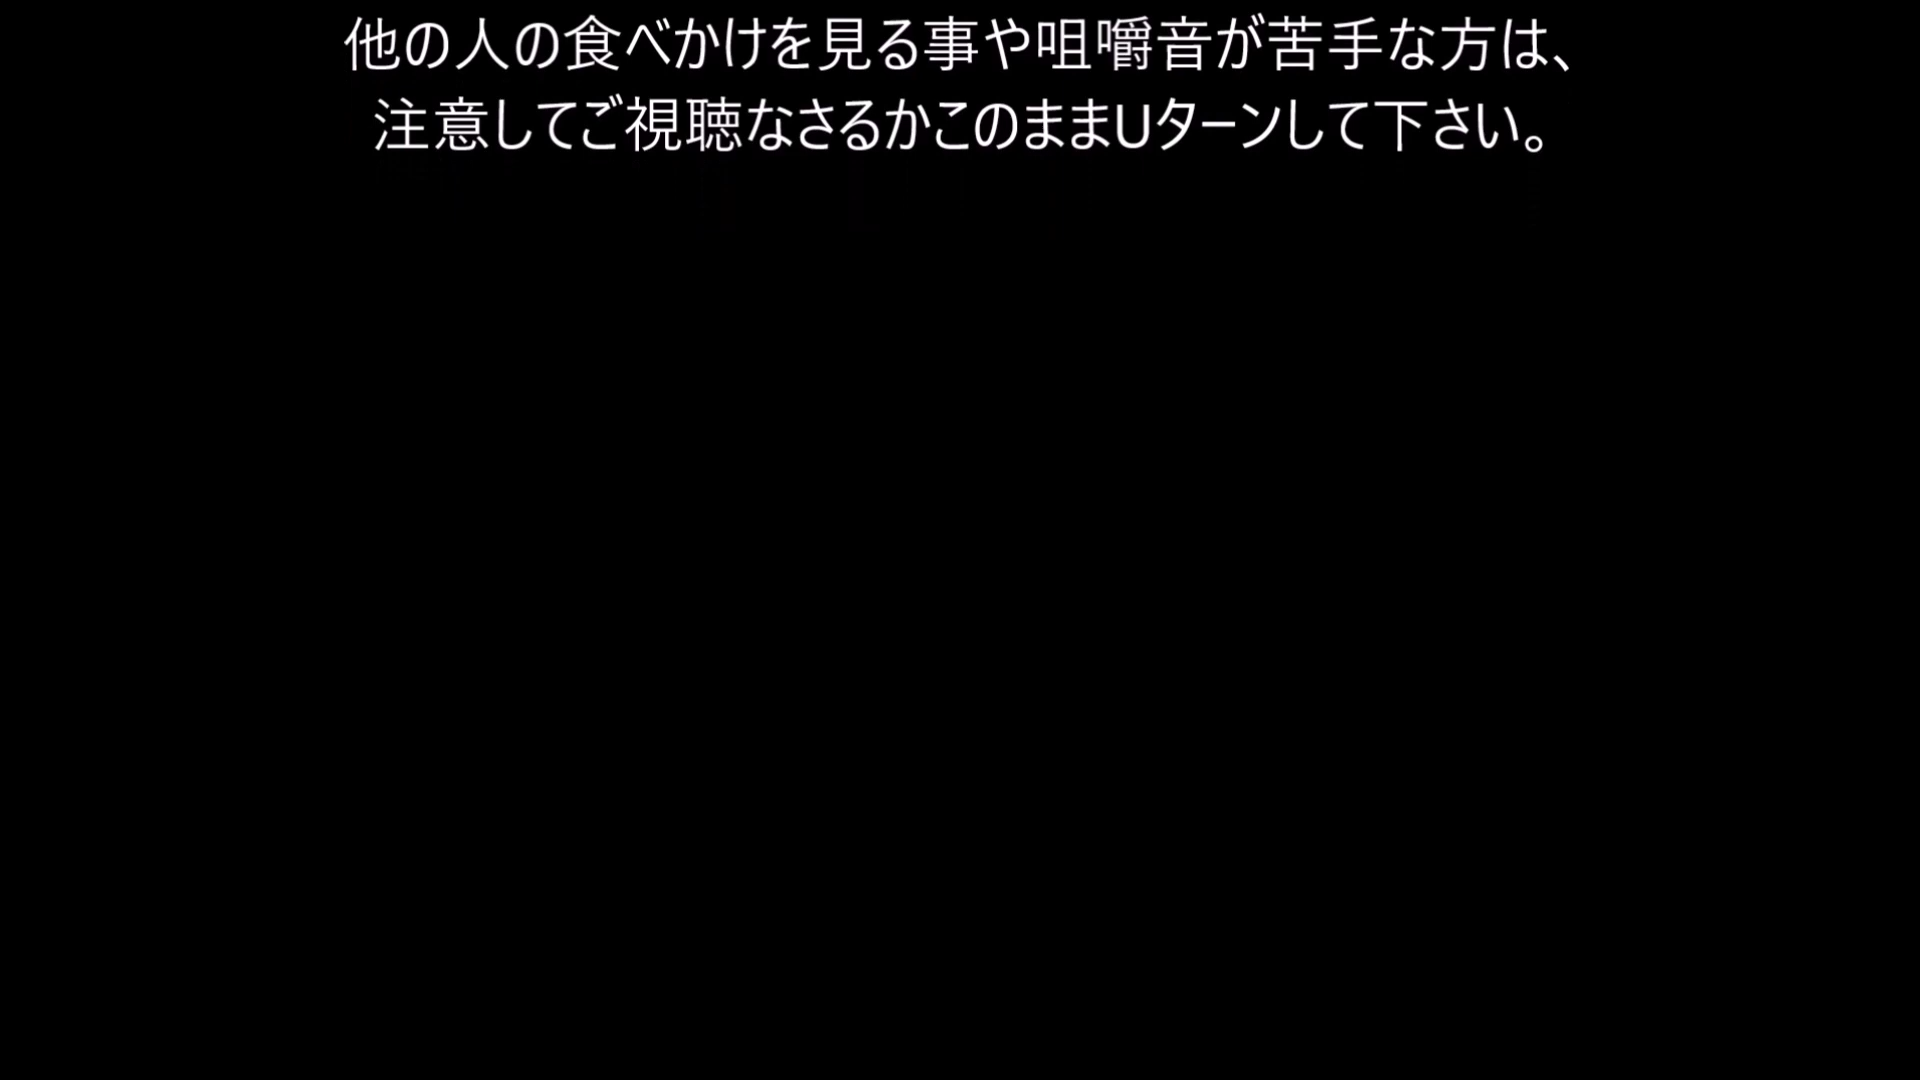 他の人の食べかけを見る事や咀嚼音が苦手な方は、
注意してご視聴なさるかこのままUターンして下さい。